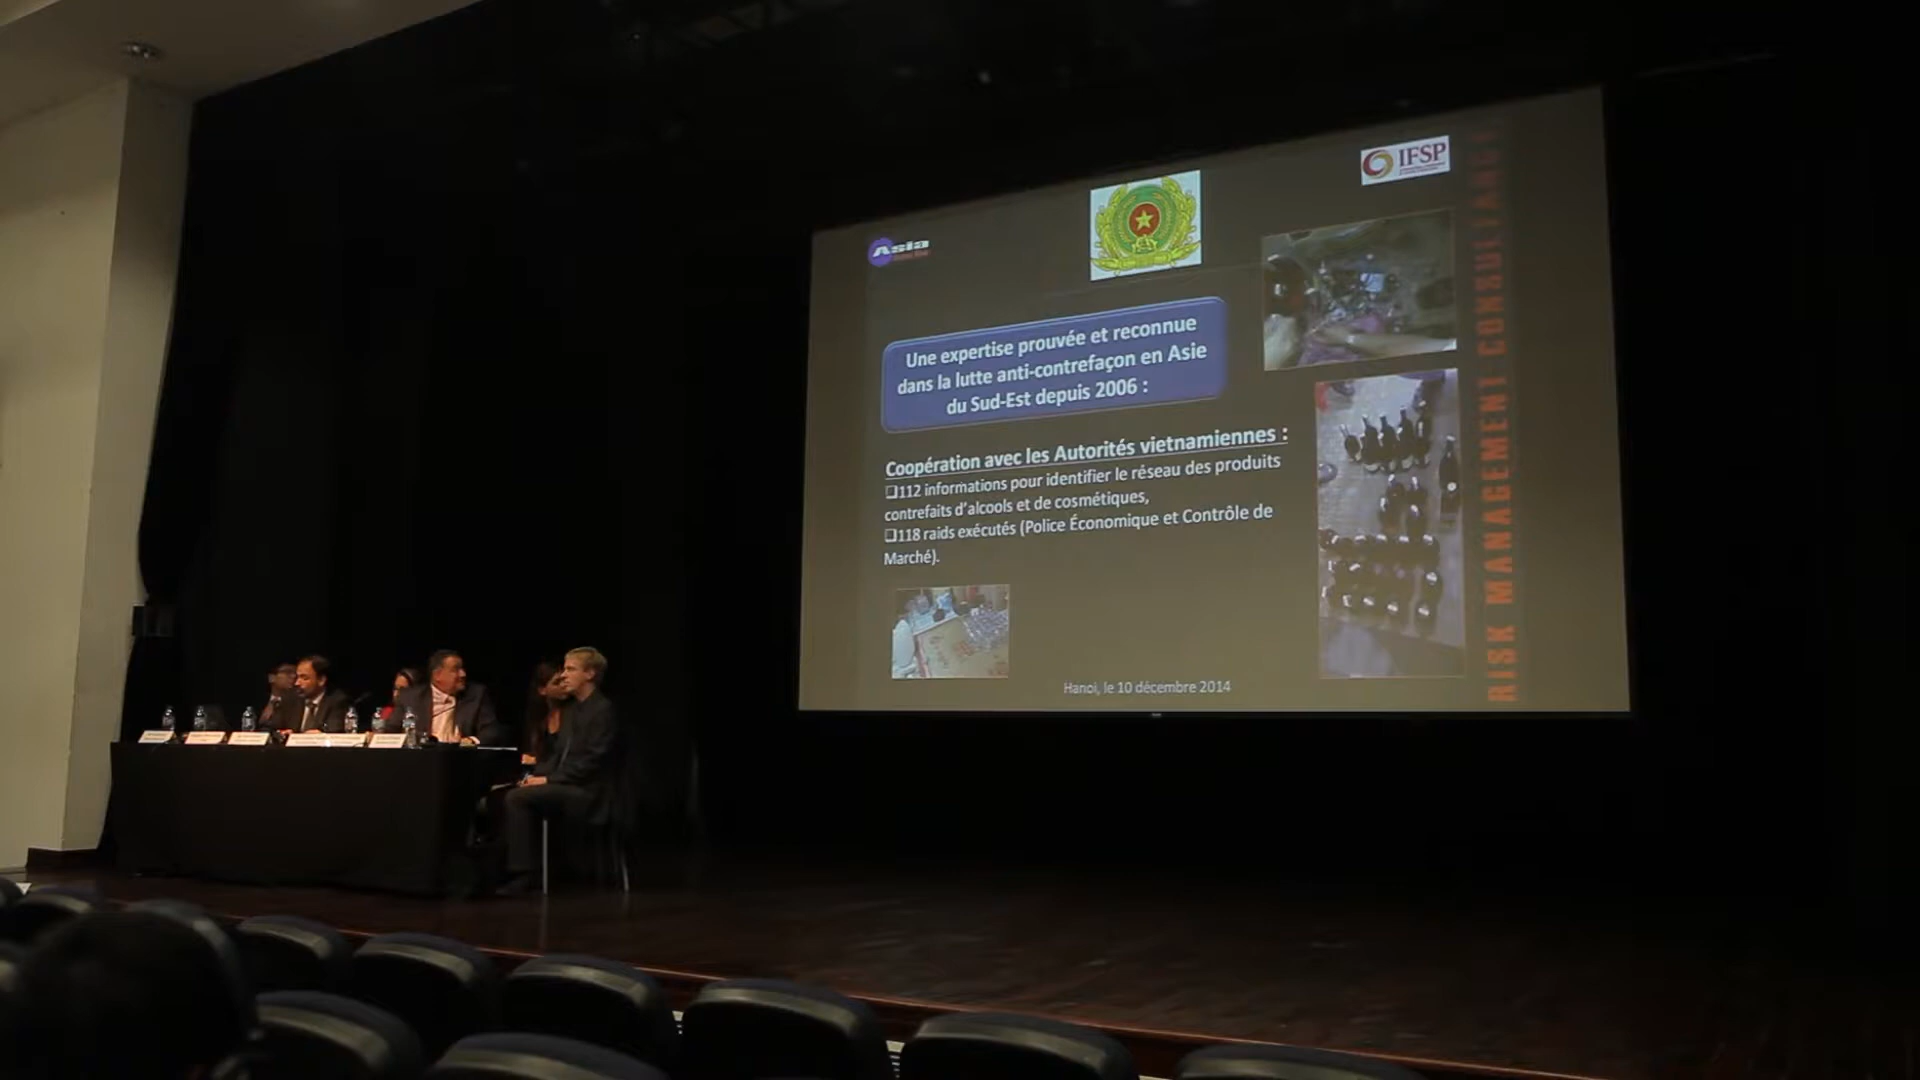 IFSP
Asia
Une expertise prouvée et reconnue
dans la lutte anti-contrefaçon en Asie
du Sud-Est depuis 2006 :
Coopération avec les Autorités vietnamiennes :
❑112 informations pour identifier le réseau des produits
contrefaits d’alcools et de cosmétiques,
❑118 raids exécutés (Police Économique et Contrôle de
Marché).
Hanoi, le 10 décembre 2014
RISK MANAGEMENT CONSULTANCY